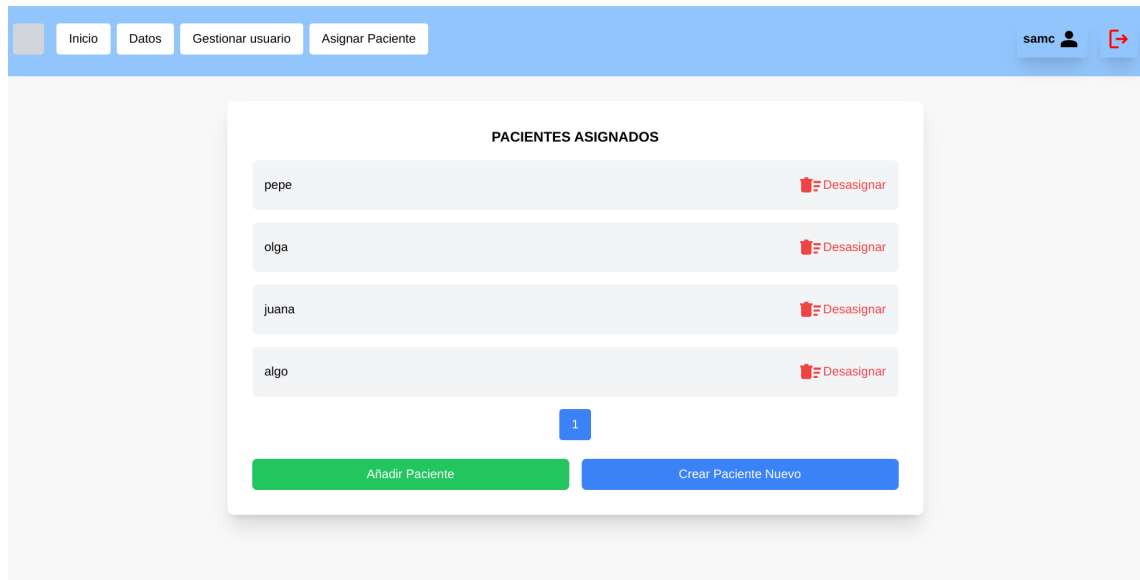 Inicio Datos Gestionar usuario Asignar Paciente samc
PACIENTES ASIGNADOS
pepe Desasignar
olga Desasignar
juana Desasignar
algo Desasignar
1
Añadir Paciente Crear Paciente Nuevo